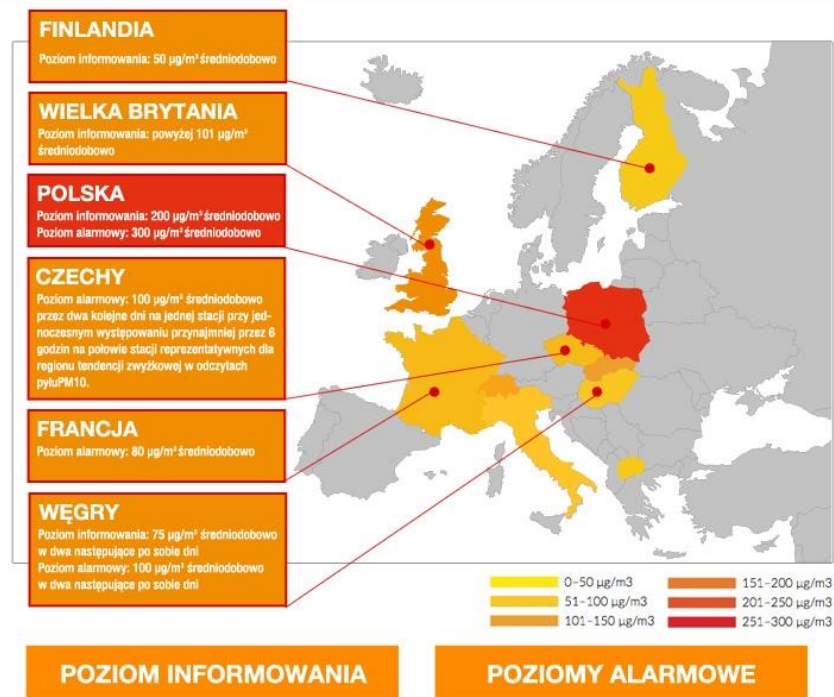 FINLANDIA
Poziom informowania: 50 µg/m³ średniodobowo
WIELKA BRYTANIA
Poziom informowania: powyżej 101 µg/m³
średniodobowo
POLSKA
Poziom informowania: 200 µg/m³ średniodobowo
Poziom alarmowy: 300 µg/m³ średniodobowo
CZECHY
Poziom alarmowy: 100 µg/m³ średniodobowo
przez dwa kolejne dni na jednej stacji przy jed-
noczesnym występowaniu przynajmniej przez 6
godzin na połowie stacji reprezentatywnych dla
regionu tendencji zwyżkowej w odczytach
pyłuPM10.
FRANCJA
Poziom alarmowy: 80 µg/m³ średniodobowo
WĘGRY
Poziom informowania: 75 µg/m³ średniodobowo
w dwa następujące po sobie dni
Poziom alarmowy: 100 µg/m³ średniodobowo
w dwa następujące po sobie dni
0–50 µg/m3
51–100 µg/m3
101–150 µg/m3
151–200 µg/m3
201–250 µg/m3
251–300 µg/m3
POZIOM INFORMOWANIA
POZIOMY ALARMOWE